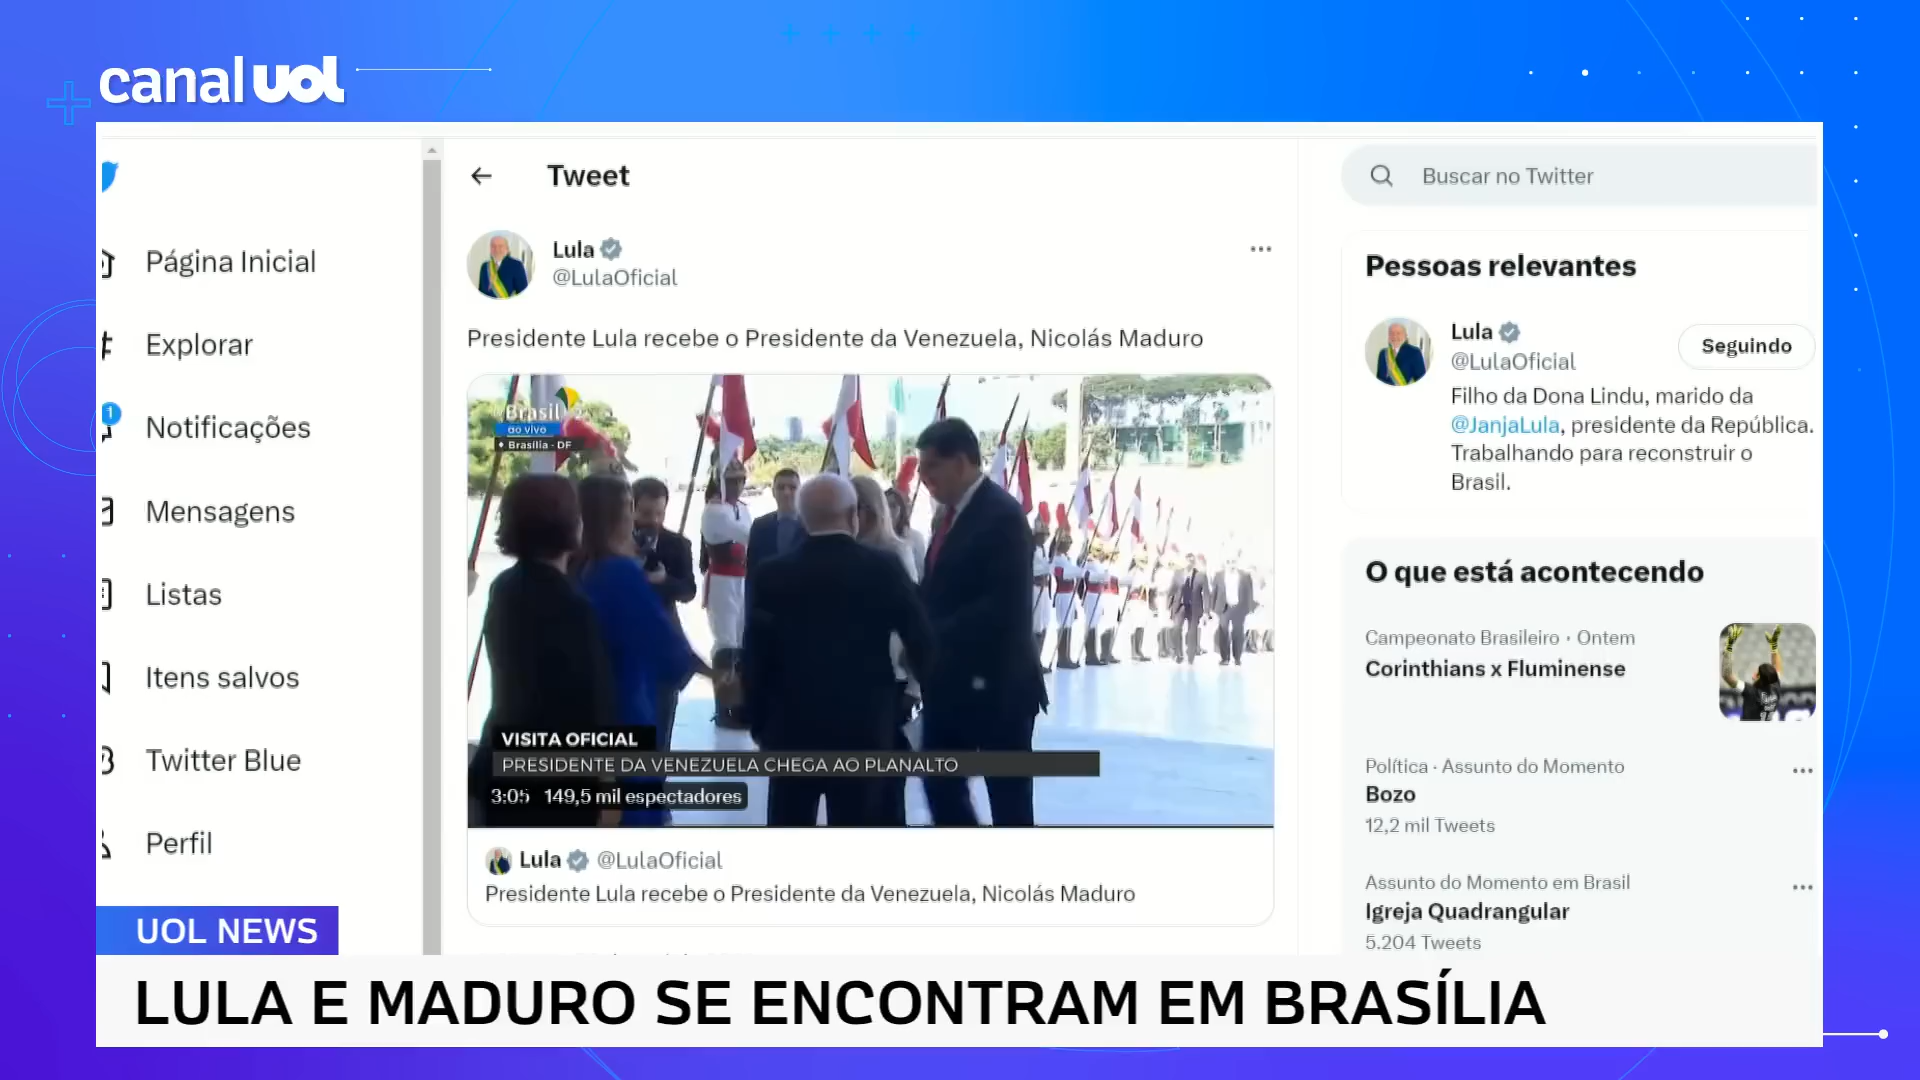 canal uol
Página Inicial
Explorar
1
Notificações
Mensagens
Listas
Itens salvos
Twitter Blue
Perfil
Tweet
Lula
@LulaOficial
Presidente Lula recebe o Presidente da Venezuela, Nicolás Maduro
Brasil 2
ao vivo
Brasília - DF
VISITA OFICIAL
PRESIDENTE DA VENEZUELA CHEGA AO PLANALTO
3:05 149,5 mil espectadores
Lula @LulaOficial
Presidente Lula recebe o Presidente da Venezuela, Nicolás Maduro
Buscar no Twitter
Pessoas relevantes
Lula
@LulaOficial
Seguindo
Filho da Dona Lindu, marido da
@JanjaLula, presidente da República.
Trabalhando para reconstruir o
Brasil.
O que está acontecendo
Campeonato Brasileiro · Ontem
Corinthians x Fluminense
Política · Assunto do Momento
Bozo
12,2 mil Tweets
Assunto do Momento em Brasil
Igreja Quadrangular
5.204 Tweets
UOL NEWS
LULA E MADURO SE ENCONTRAM EM BRASÍLIA